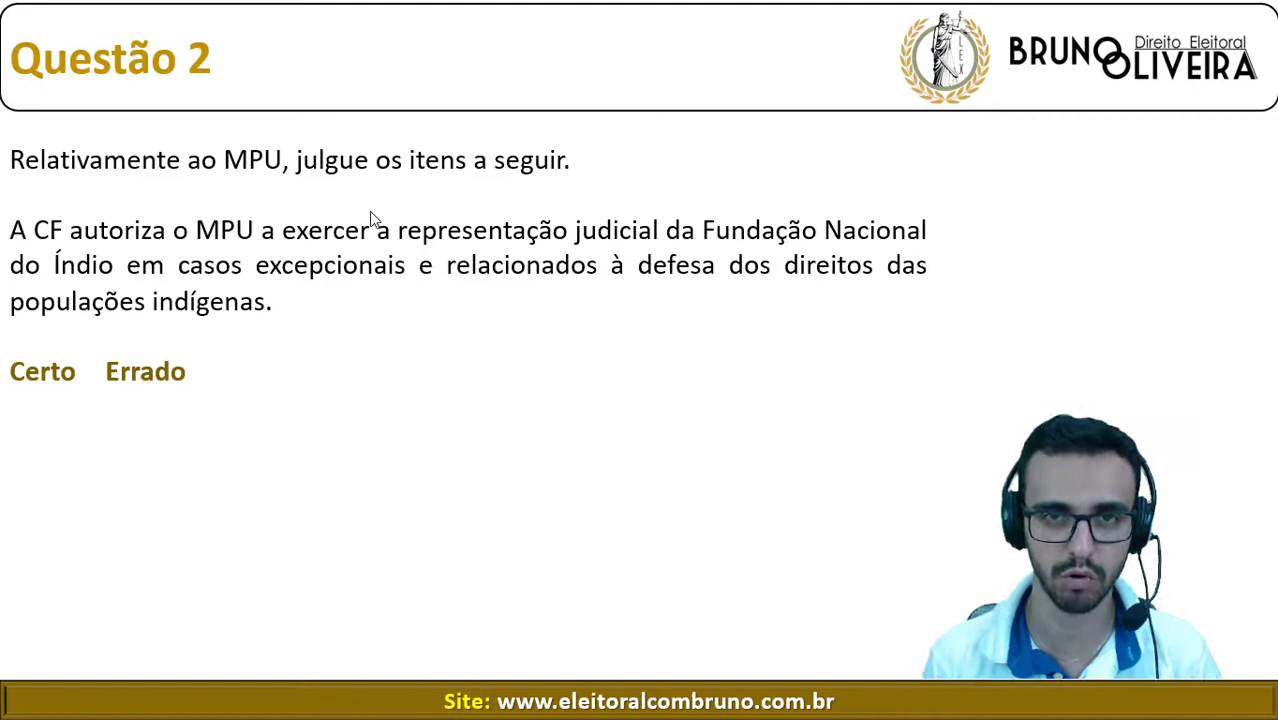 Questão 2
LEX
BRUNO Direito Eleitoral
OLIVEIRA
Relativamente ao MPU, julgue os itens a seguir.
A CF autoriza o MPU a exercer a representação judicial da Fundação Nacional
do Índio em casos excepcionais e relacionados à defesa dos direitos das
populações indígenas.
Certo Errado
Site: www.eleitoralcombruno.com.br